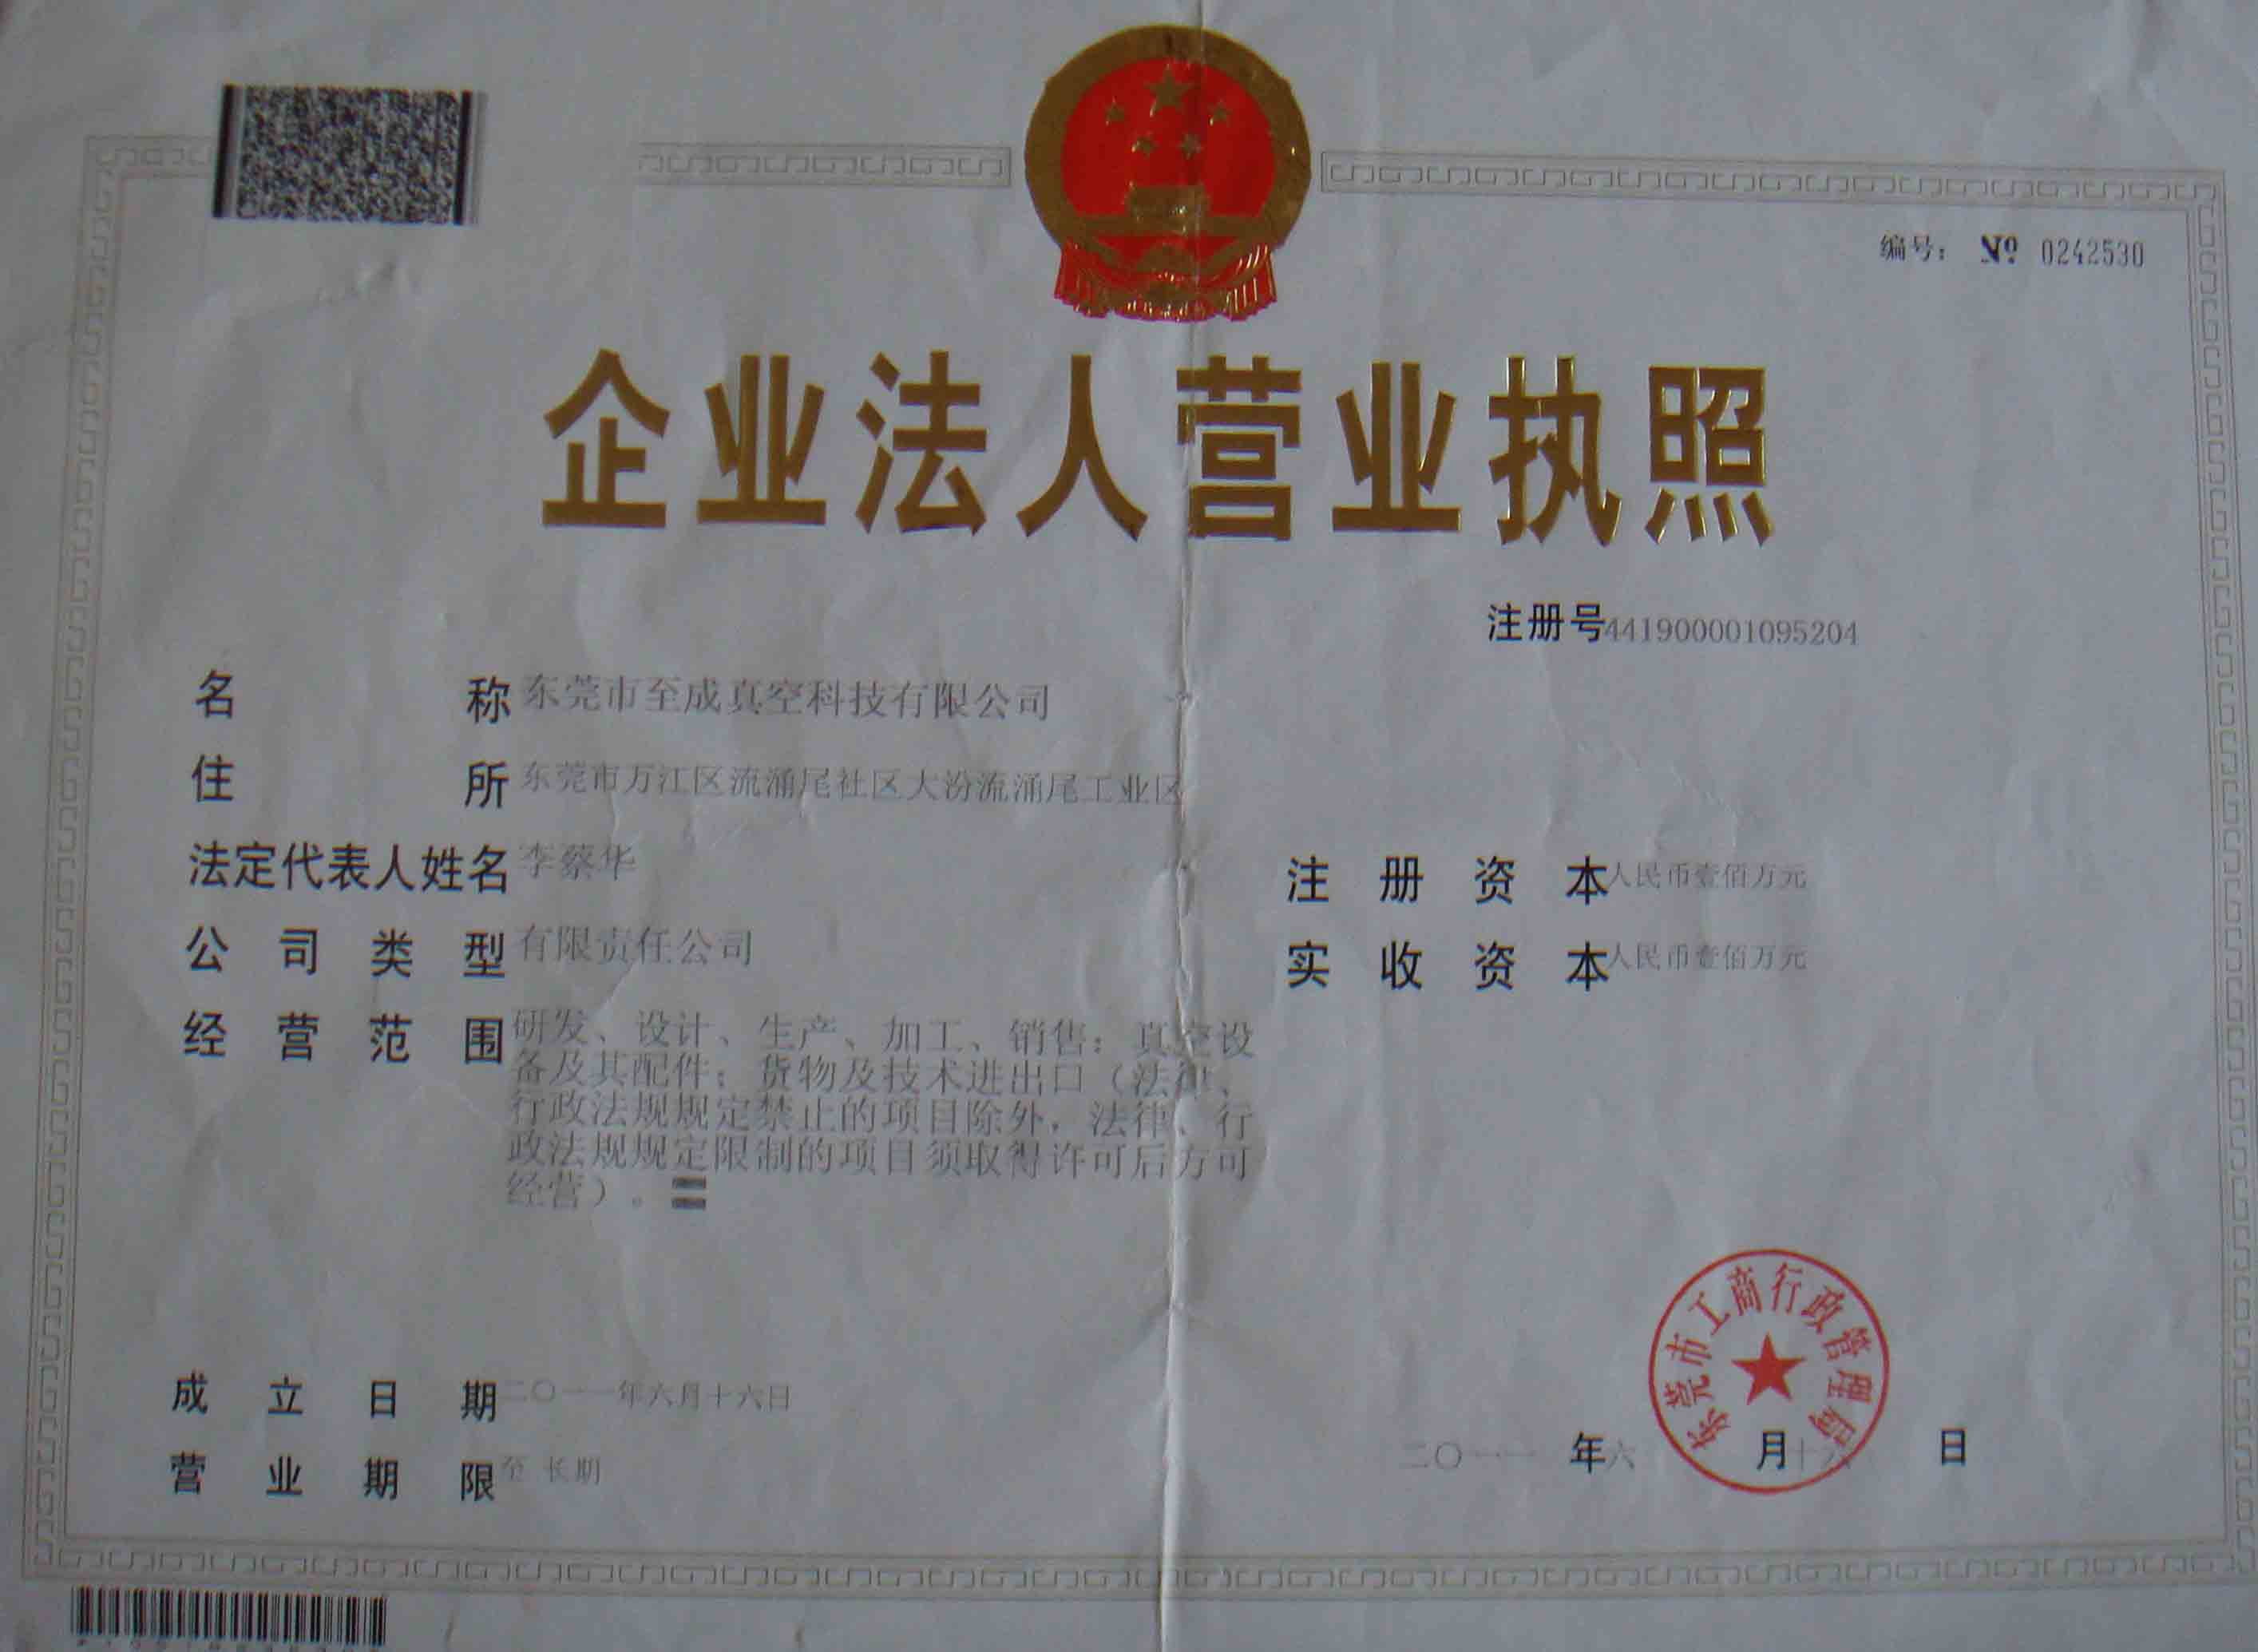 编号： № 0242530
企业法人营业执照
注册号441900001095204
名称 东莞市至成真空科技有限公司
住所 东莞市万江区流涌尾社区大汾流涌尾工业区
法定代表人姓名 李蔡华
注册资本 人民币壹佰万元
公司类型 有限责任公司
实收资本 人民币壹佰万元
经营范围 研发、设计、生产、加工、销售：真空设
备及其配件；货物及技术进出口（法律、
行政法规规定禁止的项目除外，法律、行
政法规规定限制的项目须取得许可后方可
经营）。
东莞市工商行政管理局
成立日期 二〇一一年六月十六日
二〇一一年六月十六日
营业期限 至 长期